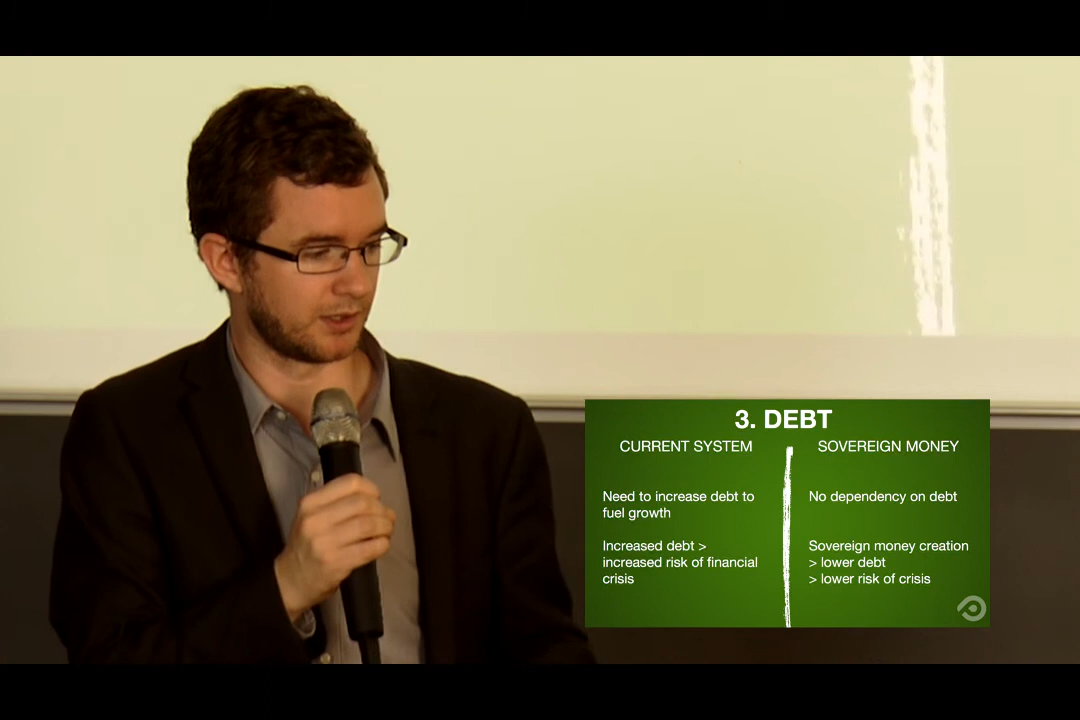 3. DEBT
CURRENT SYSTEM
SOVEREIGN MONEY
Need to increase debt to
fuel growth
No dependency on debt
Increased debt >
increased risk of financial
crisis
Sovereign money creation
> lower debt
> lower risk of crisis